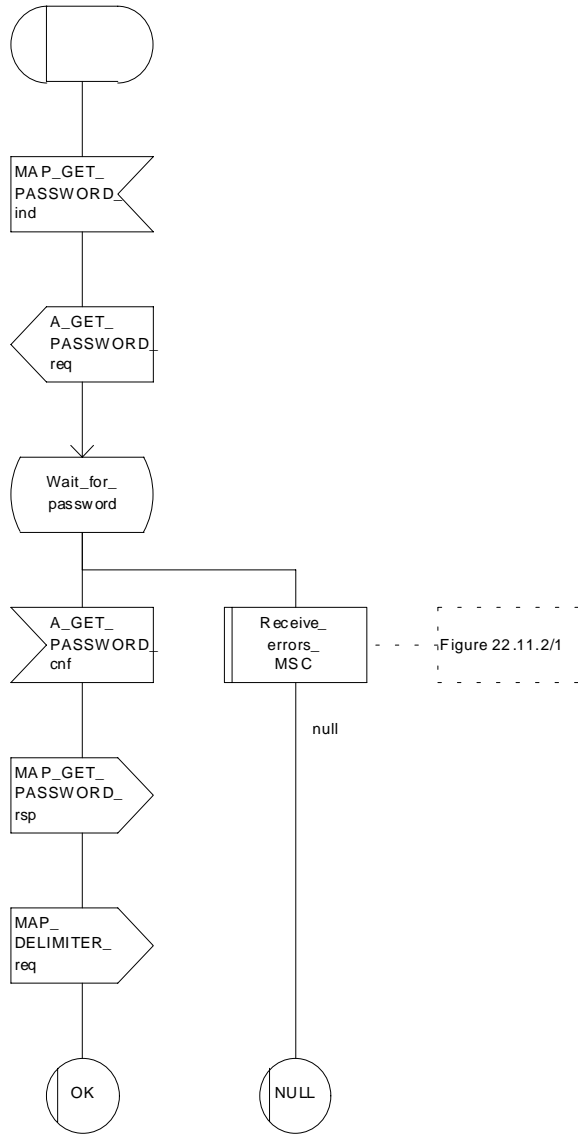 MAP_GET_
PASSWORD_
ind
A_GET_
PASSWORD_
req
Wait_for_
password
A_GET_
PASSWORD_
cnf
Receive_
errors_
MSC
Figure 22.11.2/1
null
MAP_GET_
PASSWORD_
rsp
MAP_
DELIMITER_
req
OK
NULL